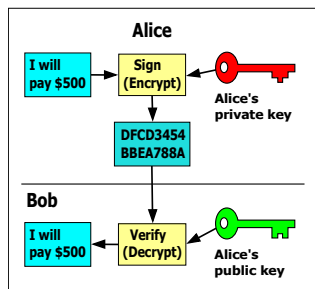 Alice
I will
pay $500
Sign
(Encrypt)
Alice's
private key
DFCD3454
BBEA788A
Bob
I will
pay $500
Verify
(Decrypt)
Alice's
public key